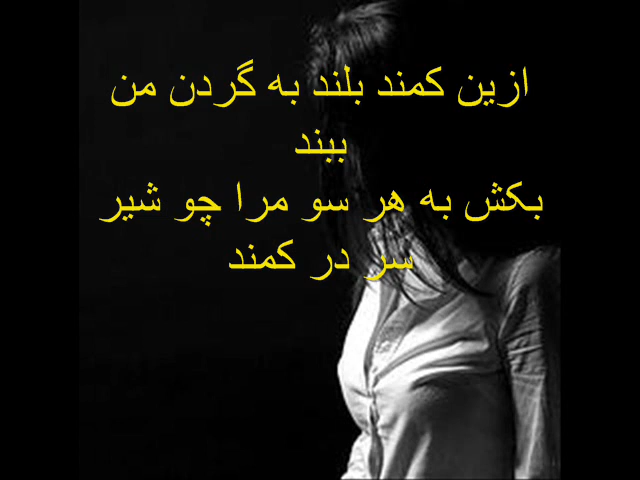 ازین کمند بلند به گردن من
ببند
بکش به هر سو مرا چو شیر
سر در کمند